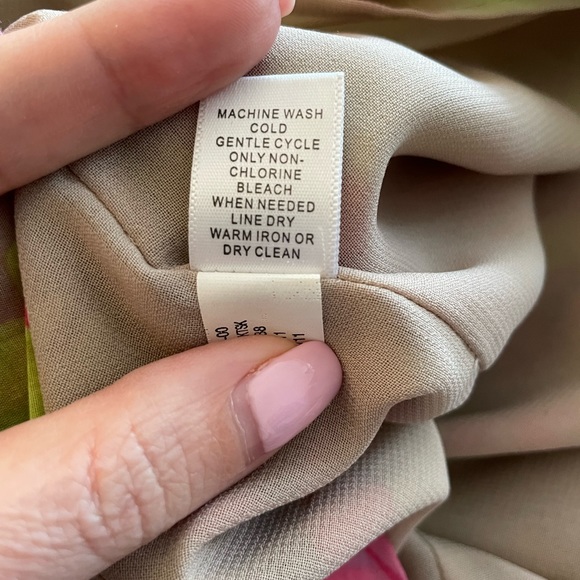 MACHINE WASH
COLD
GENTLE CYCLE
ONLY NON-
CHLORINE
BLEACH
WHEN NEEDED
LINE DRY
WARM IRON OR
DRY CLEAN